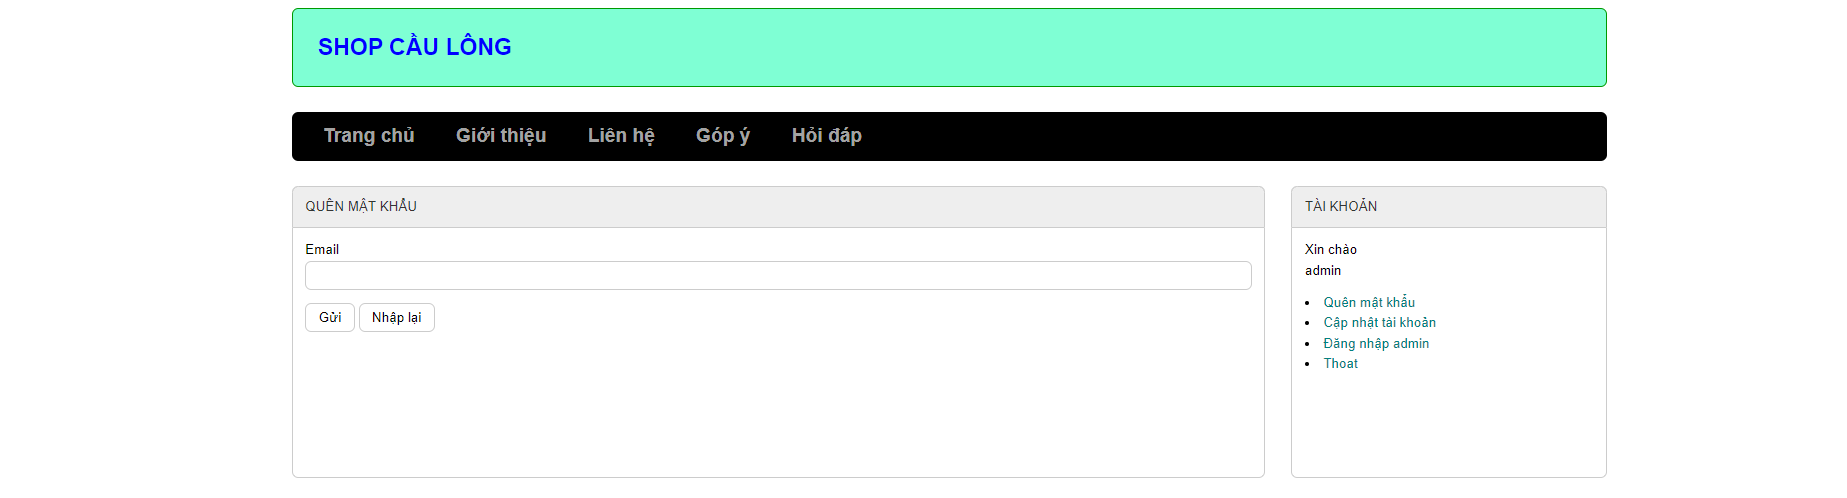 SHOP CẦU LÔNG
Trang chủ Giới thiệu Liên hệ Góp ý Hỏi đáp
QUÊN MẬT KHẨU
Email
Gửi Nhập lại
TÀI KHOẢN
Xin chào
admin
Quên mật khẩu
Cập nhật tài khoản
Đăng nhập admin
Thoat